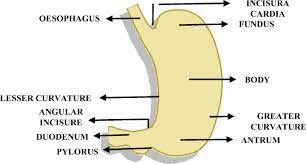 INCISURA
CARDIA
OESOPHAGUS
FUNDUS
BODY
LESSER CURVATURE
ANGULAR
INCISURE
GREATER
CURVATURE
DUODENUM
ANTRUM
PYLORUS